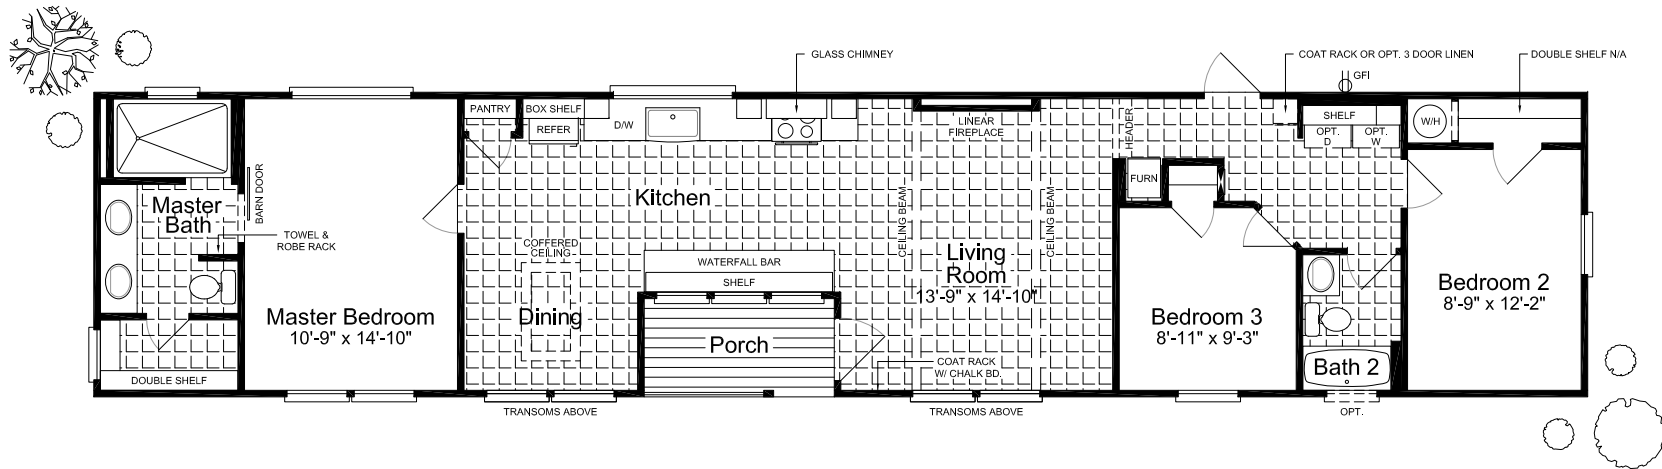 GLASS CHIMNEY
COAT RACK OR OPT. 3 DOOR LINEN
DOUBLE SHELF N/A
GFI
PANTRY
BOX SHELF
REFER
D/W
LINEAR
FIREPLACE
HEADER
SHELF
OPT.
D
OPT.
W
W/H
BARN DOOR
FURN
Master
Bath
TOWEL &
ROBE RACK
Kitchen
CEILING BEAM
CEILING BEAM
COFFERED
CEILING
WATERFALL BAR
SHELF
Living
Room
13'-9" x 14'-10"
Bedroom 2
8'-9" x 12'-2"
Master Bedroom
10'-9" x 14'-10"
Dining
Porch
Bedroom 3
8'-11" x 9'-3"
COAT RACK
W/ CHALK BD.
Bath 2
DOUBLE SHELF
TRANSOMS ABOVE
TRANSOMS ABOVE
OPT.